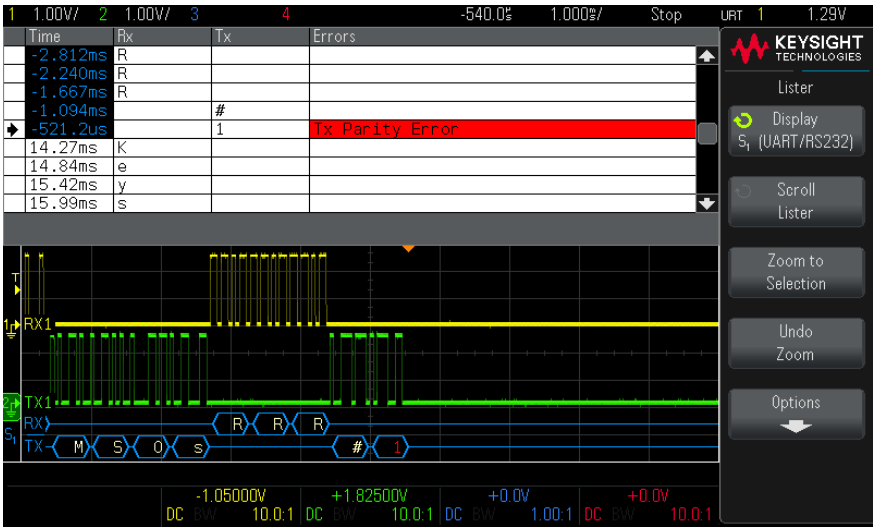 1 1.00V/ 2 1.00V/ 3 4 -540.0us 1.000ms/ Stop URT 1 1.29V
Time Rx Tx Errors
-2.812ms R
-2.240ms R
-1.667ms R
-1.094ms #
-521.2us 1 Tx Parity Error
14.27ms K
14.84ms e
15.42ms y
15.99ms s
KEYSIGHT
TECHNOLOGIES
Lister
Display
S1 (UART/RS232)
Scroll
Lister
Zoom to
Selection
Undo
Zoom
Options
T
1 RX1
2 TX1
S1
RX R R R
TX M S O s # 1
-1.05000V +1.82500V +0.0V +0.0V
DC BW 10.0:1 DC BW 10.0:1 DC BW 1.00:1 DC BW 10.0:1